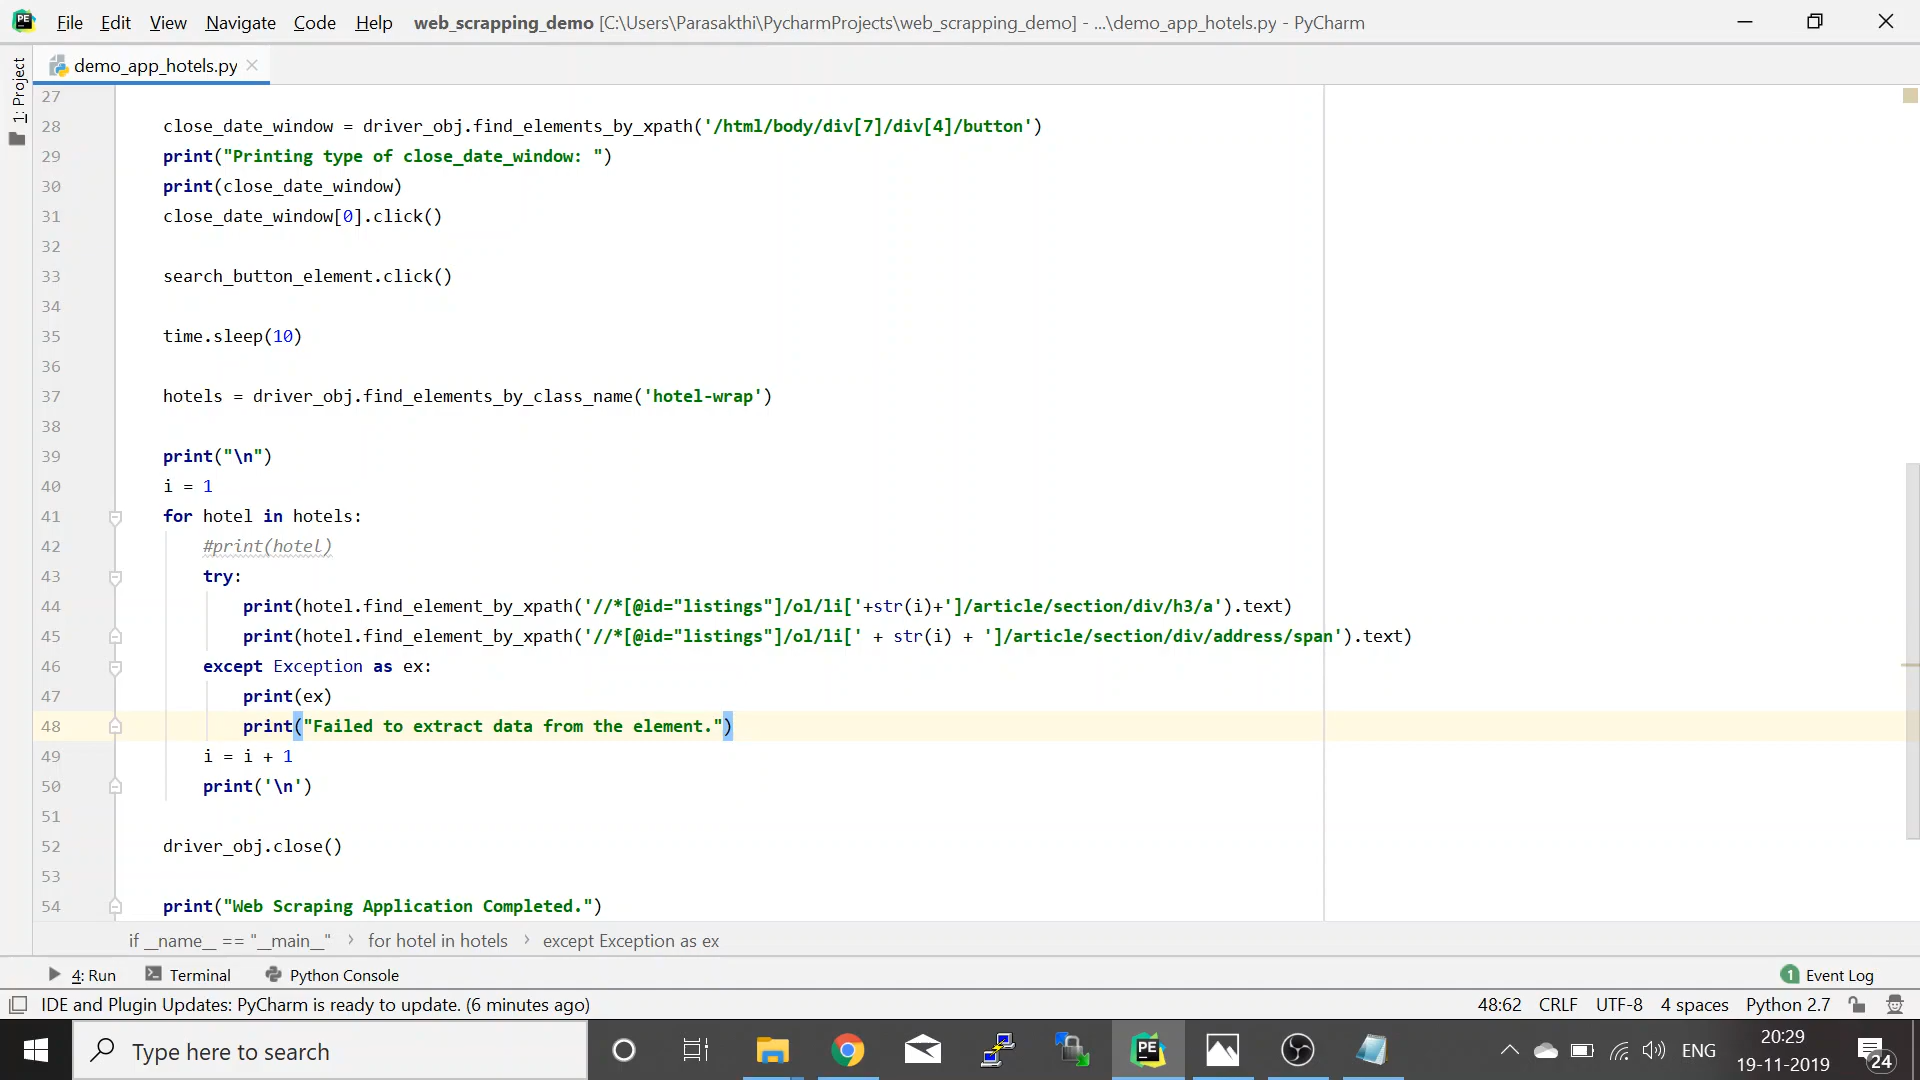 File Edit View Navigate Code Help web_scrapping_demo [C:\Users\Parasakthi\PycharmProjects\web_scrapping_demo] - ...\demo_app_hotels.py - PyCharm
demo_app_hotels.py
1: Project
27
28 close_date_window = driver_obj.find_elements_by_xpath('/html/body/div[7]/div[4]/button')
29 print("Printing type of close_date_window: ")
30 print(close_date_window)
31 close_date_window[0].click()
32
33 search_button_element.click()
34
35 time.sleep(10)
36
37 hotels = driver_obj.find_elements_by_class_name('hotel-wrap')
38
39 print("\n")
40 i = 1
41 for hotel in hotels:
42 #print(hotel)
43 try:
44 print(hotel.find_element_by_xpath('//*[@id="listings"]/ol/li['+str(i)+']/article/section/div/h3/a').text)
45 print(hotel.find_element_by_xpath('//*[@id="listings"]/ol/li[' + str(i) + ']/article/section/div/address/span').text)
46 except Exception as ex:
47 print(ex)
48 print("Failed to extract data from the element.")
49 i = i + 1
50 print('\n')
51
52 driver_obj.close()
53
54 print("Web Scraping Application Completed.")
if __name__ == "__main__" › for hotel in hotels › except Exception as ex
4: Run Terminal Python Console 1 Event Log
IDE and Plugin Updates: PyCharm is ready to update. (6 minutes ago) 48:62 CRLF UTF-8 4 spaces Python 2.7
Type here to search PE ENG 20:29
19-11-2019 24